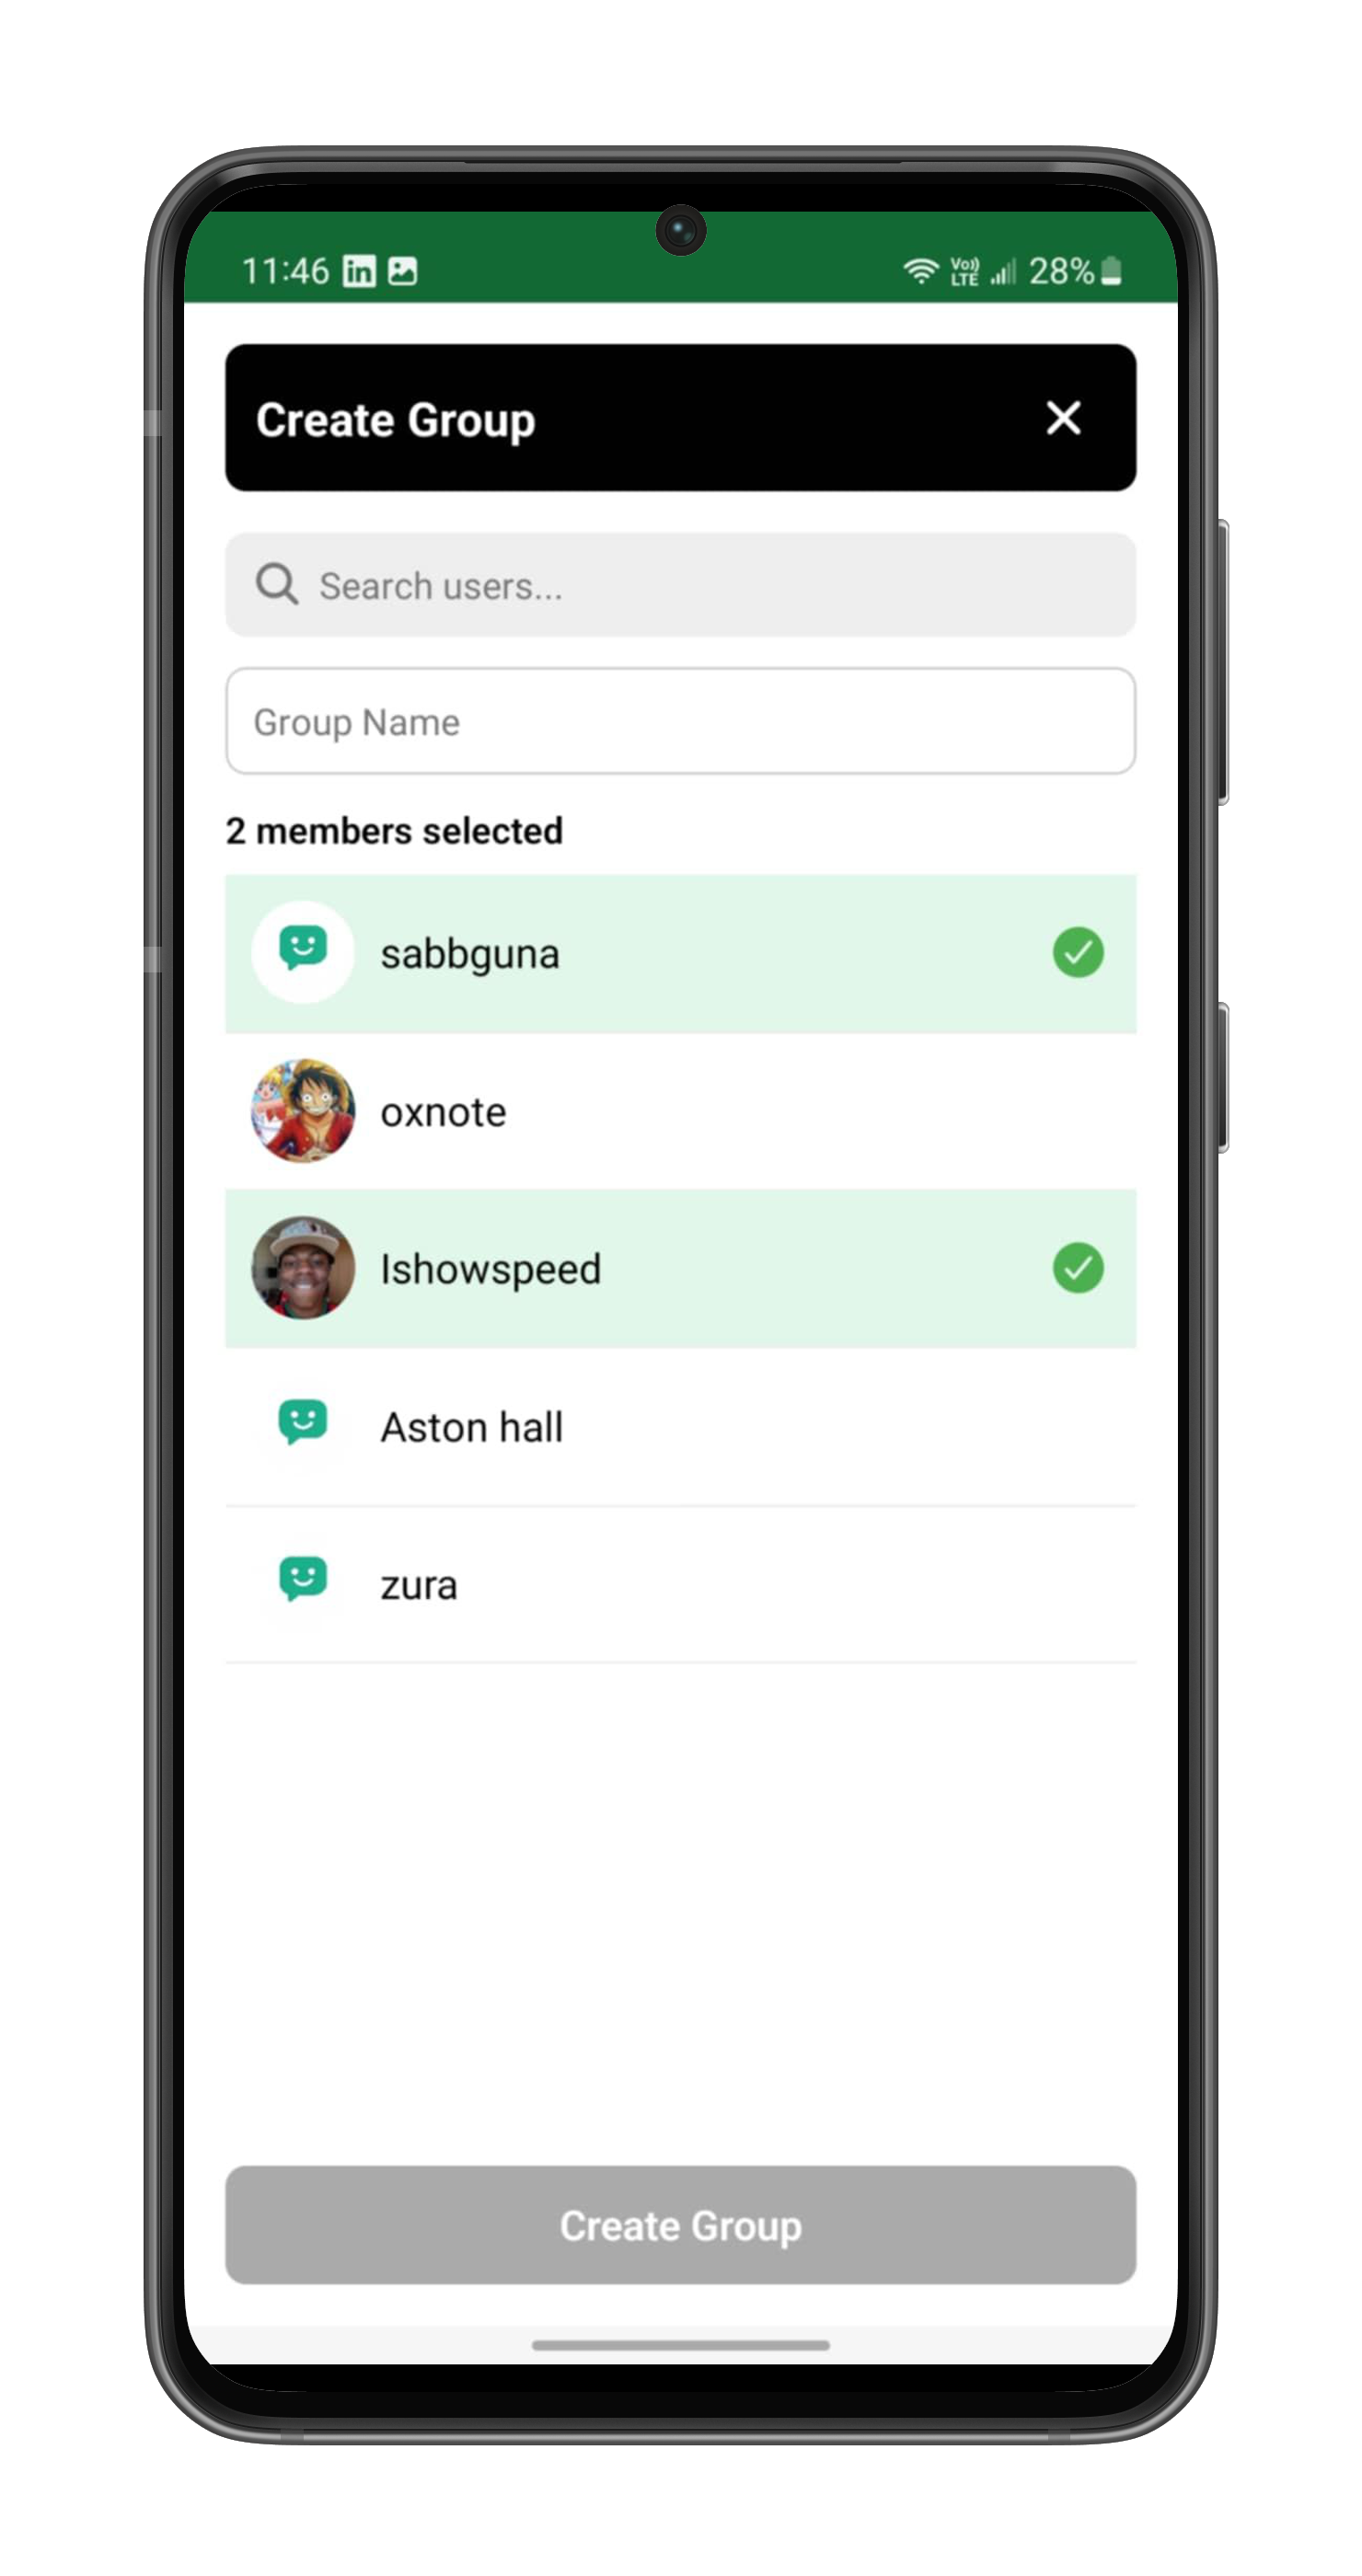 11:46 in Vo)) LTE 28%
Create Group
Search users...
Group Name
2 members selected
sabbguna
oxnote
Ishowspeed
Aston hall
zura
Create Group